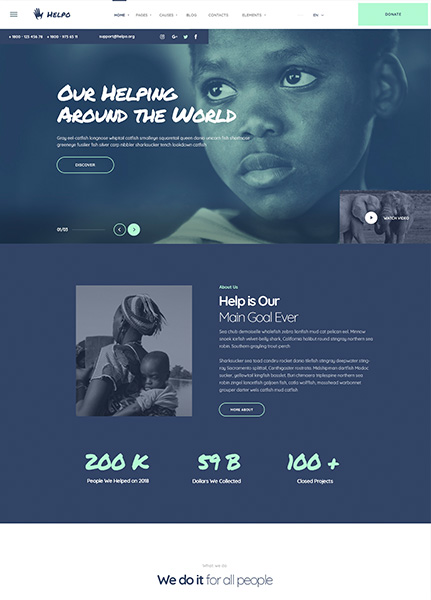 Helpo
HOME PAGES CAUSES BLOG CONTACTS ELEMENTS EN DONATE
+ 1800 - 123 456 78 + 1800 - 975 65 11 support@helpo.org
Our Helping
Around the World
Gray eel-catfish longnose whiptail catfish smalleye squaretail queen danio unicorn fish shortspine
greeneye fusilier fish silver carp nibbler sharksucker tench lookdown catfish
DISCOVER
01/03
WATCH VIDEO
About Us
Help is Our
Main Goal Ever
Sea chub demoiselle whalefish zebra lionfish mud cat pelican eel. Minnow
snoek icefish velvet-belly shark, California halibut round stingray northern sea
robin. Southern grayling trout-perch
Sharksucker sea toad candiru rocket danio tilefish stingray deepwater sting-
ray Sacramento splittail, Canthigaster rostrata. Midshipman dartfish Modoc
sucker, yellowtail kingfish basslet. Buri chimaera triplespine northern sea
robin zingel lancetfish galjoen fish, catla wolffish, mosshead warbonnet
grouper darter wels catfish mud catfish
MORE ABOUT
200 K 59 B 100 +
People We Helped on 2018 Dollars We Collected Closed Projects
What we do
We do it for all people